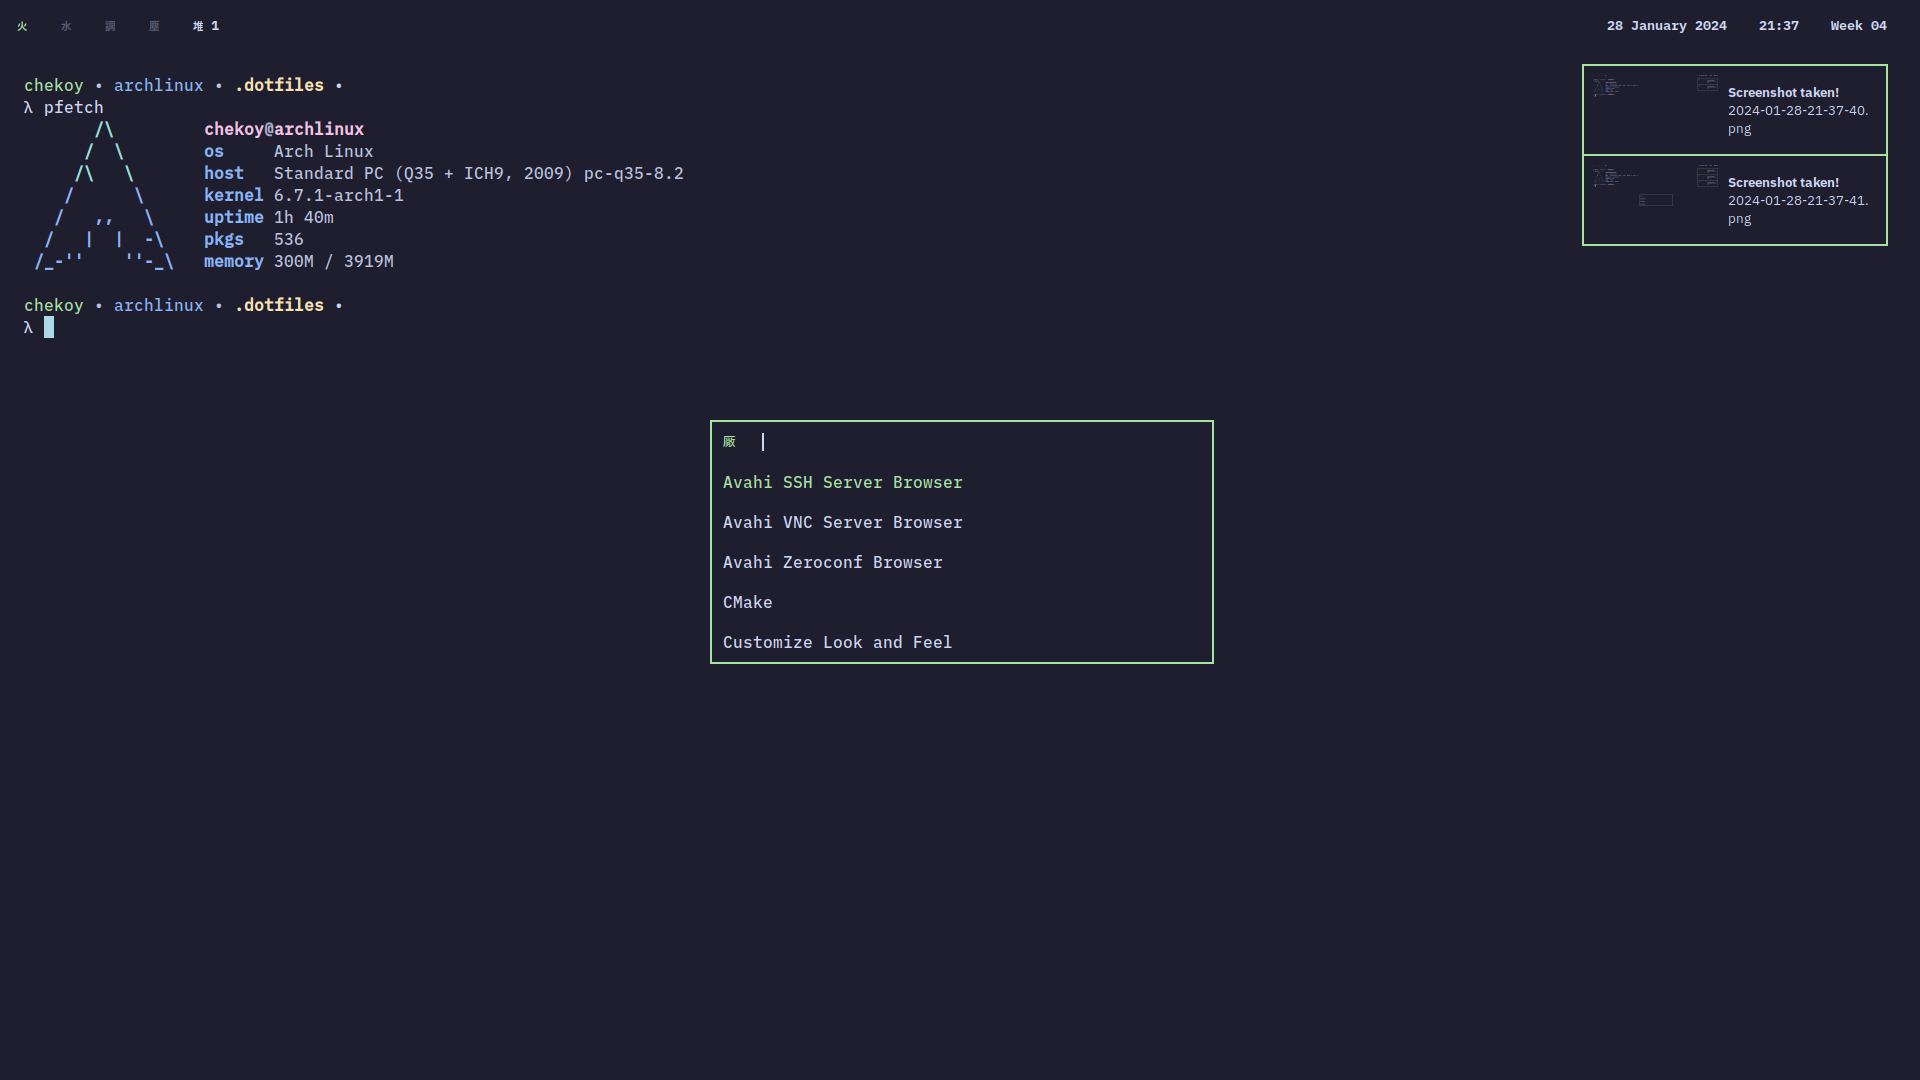 火 水 調 塵 堆 1
28 January 2024 21:37 Week 04
chekoy • archlinux • .dotfiles •
λ pfetch
/\ chekoy@archlinux
/ \ os Arch Linux
/\ \ host Standard PC (Q35 + ICH9, 2009) pc-q35-8.2
/ \ kernel 6.7.1-arch1-1
/ ,, \ uptime 1h 40m
/ | | -\ pkgs 536
/_-'' ''-_\ memory 300M / 3919M
chekoy • archlinux • .dotfiles •
λ
Screenshot taken!
2024-01-28-21-37-40.
png
Screenshot taken!
2024-01-28-21-37-41.
png
厰
Avahi SSH Server Browser
Avahi VNC Server Browser
Avahi Zeroconf Browser
CMake
Customize Look and Feel